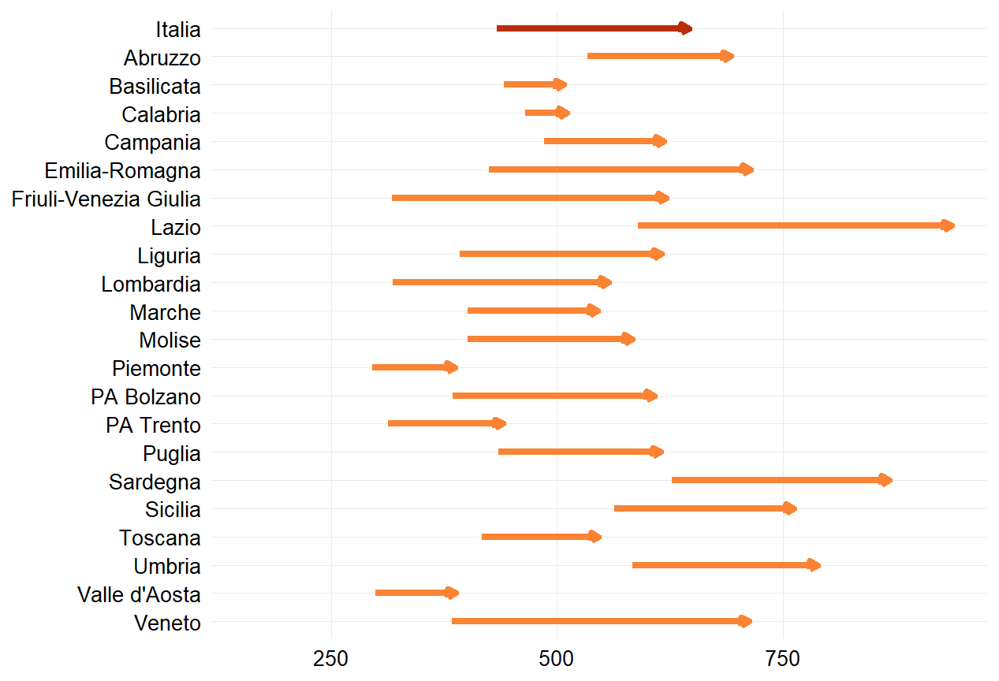 Italia
Abruzzo
Basilicata
Calabria
Campania
Emilia-Romagna
Friuli-Venezia Giulia
Lazio
Liguria
Lombardia
Marche
Molise
Piemonte
PA Bolzano
PA Trento
Puglia
Sardegna
Sicilia
Toscana
Umbria
Valle d'Aosta
Veneto
250 500 750